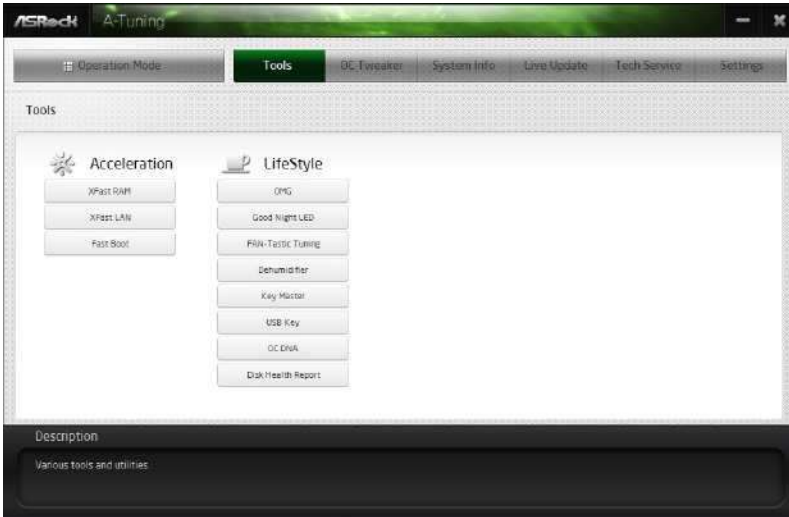 ASRock A-Tuning
Operation Mode Tools OC Tweaker System Info Live Update Tech Service Settings
Tools
Acceleration LifeStyle
XFast RAM OMG
XFast LAN Good Night LED
Fast Boot FAN-Tastic Tuning
Dehumidifier
Key Master
USB Key
OC DNA
Disk Health Report
Description
Various tools and utilities